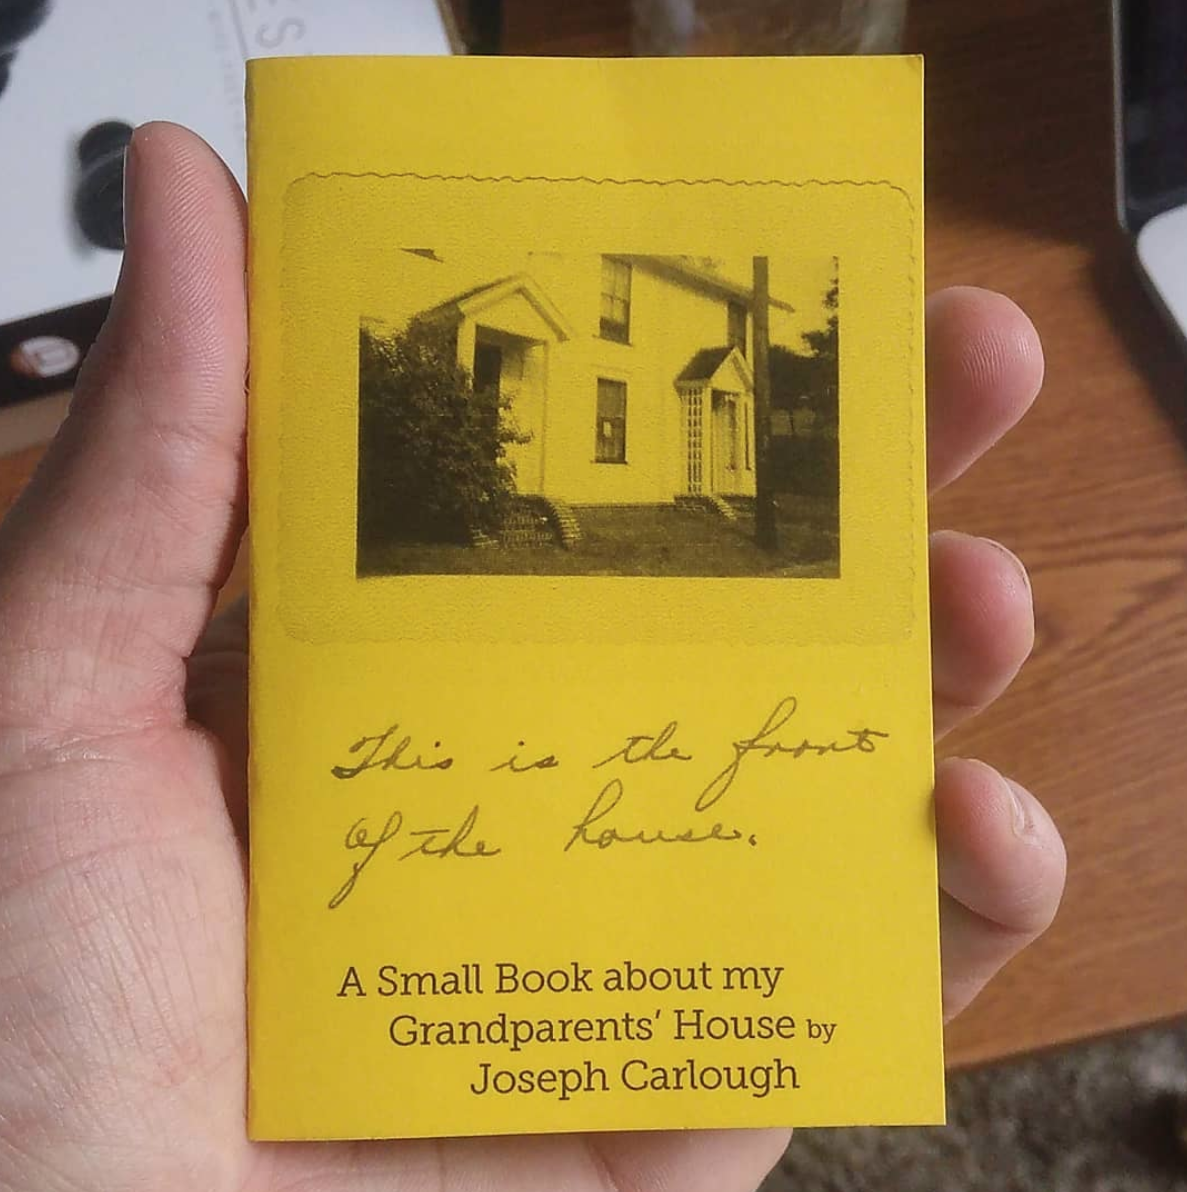 This is the front
of the house.
A Small Book about my
Grandparents' House by
Joseph Carlough